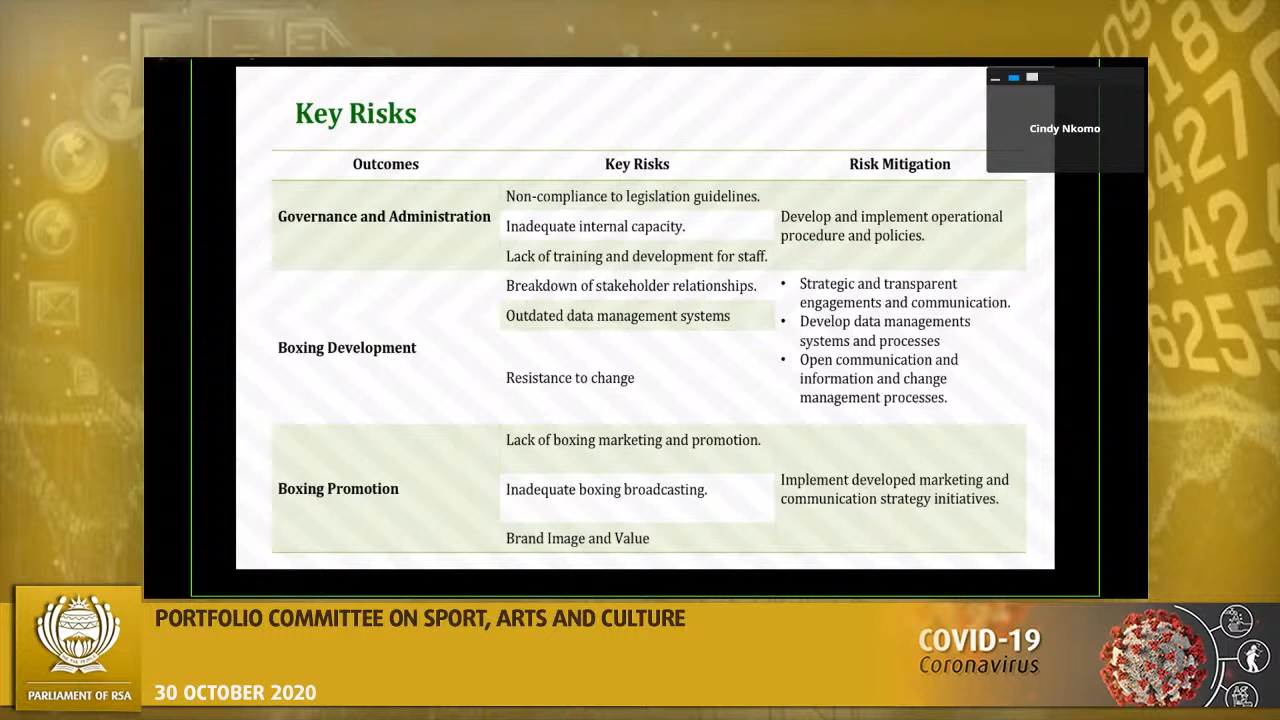 Key Risks
Cindy Nkomo
Outcomes
Key Risks
Risk Mitigation
Governance and Administration
Non-compliance to legislation guidelines.
Inadequate internal capacity.
Lack of training and development for staff.
Develop and implement operational
procedure and policies.
Boxing Development
Breakdown of stakeholder relationships.
Outdated data management systems
Resistance to change
• Strategic and transparent
engagements and communication.
• Develop data managements
systems and processes
• Open communication and
information and change
management processes.
Boxing Promotion
Lack of boxing marketing and promotion.
Inadequate boxing broadcasting.
Brand Image and Value
Implement developed marketing and
communication strategy initiatives.
PORTFOLIO COMMITTEE ON SPORT, ARTS AND CULTURE
30 OCTOBER 2020
PARLIAMENT OF RSA
COVID-19
Coronavirus